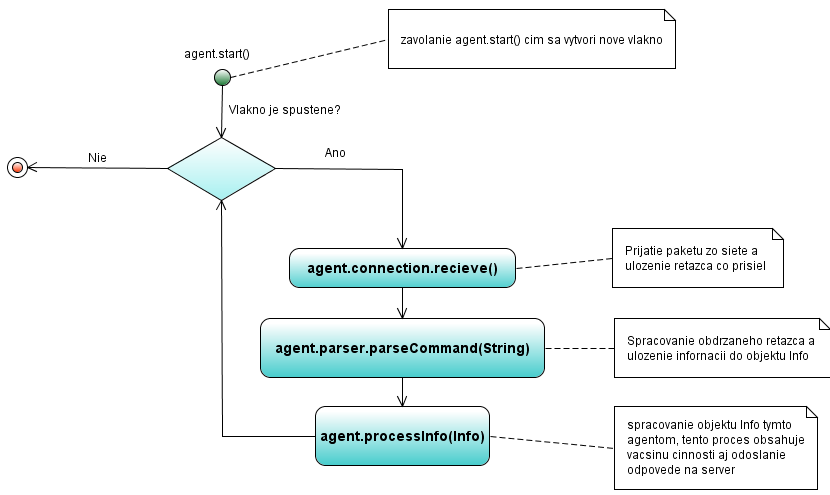 zavolanie agent.start() cim sa vytvori nove vlakno
agent.start()
Vlakno je spustene?
Nie
Ano
agent.connection.recieve()
Prijatie paketu zo siete a
ulozenie retazca co prisiel
agent.parser.parseCommand(String)
Spracovanie obdrzaneho retazca a
ulozenie infornacii do objektu Info
agent.processInfo(Info)
spracovanie objektu Info tymto
agentom, tento proces obsahuje
vacsinu cinnosti aj odoslanie
odpovede na server